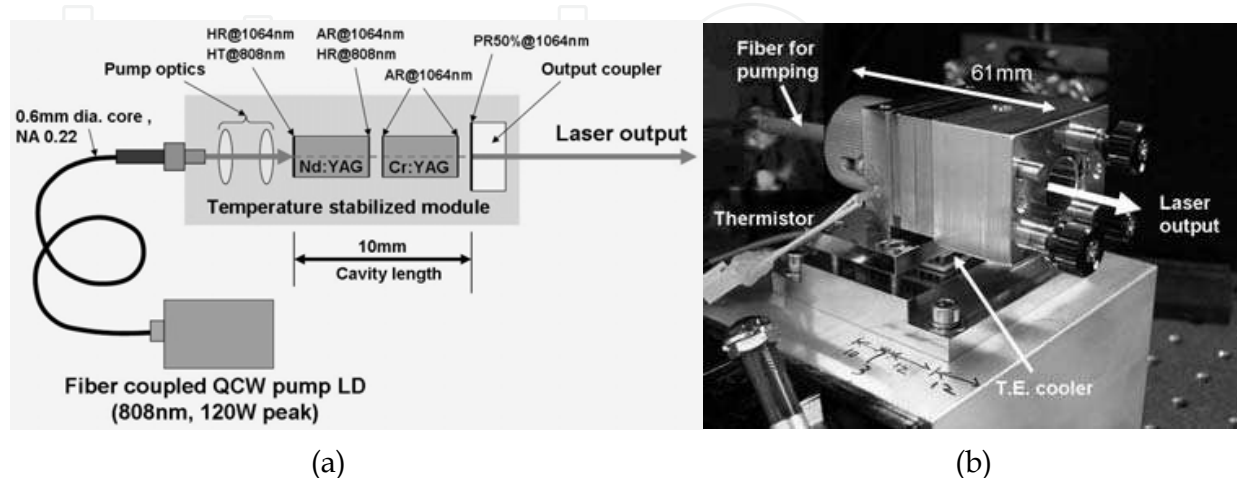 HR@1064nm
HT@808nm
AR@1064nm
HR@808nm
PR50%@1064nm
AR@1064nm
Pump optics
Output coupler
0.6mm dia. core ,
NA 0.22
Laser output
Nd:YAG
Cr:YAG
Temperature stabilized module
10mm
Cavity length
Fiber coupled QCW pump LD
(808nm, 120W peak)
(a)
Fiber for
pumping
61mm
Thermistor
Laser
output
T.E. cooler
(b)